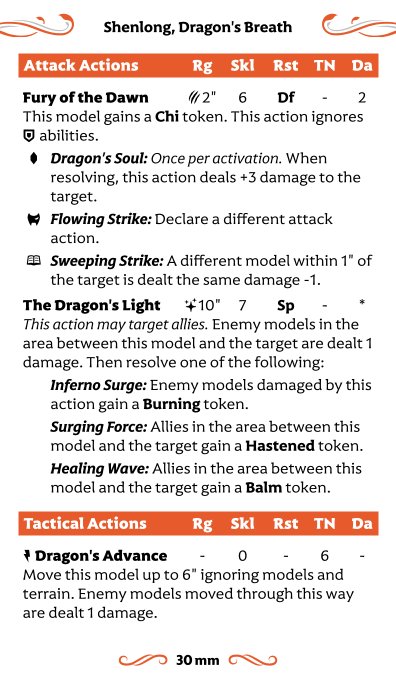 Shenlong, Dragon's Breath
Attack Actions Rg Skl Rst TN Da
Fury of the Dawn 2" 6 Df - 2
This model gains a Chi token. This action ignores
abilities.
Dragon's Soul: Once per activation. When
resolving, this action deals +3 damage to the
target.
Flowing Strike: Declare a different attack
action.
Sweeping Strike: A different model within 1" of
the target is dealt the same damage -1.
The Dragon's Light 10" 7 Sp - *
This action may target allies. Enemy models in the
area between this model and the target are dealt 1
damage. Then resolve one of the following:
Inferno Surge: Enemy models damaged by this
action gain a Burning token.
Surging Force: Allies in the area between this
model and the target gain a Hastened token.
Healing Wave: Allies in the area between this
model and the target gain a Balm token.
Tactical Actions Rg Skl Rst TN Da
Dragon's Advance - 0 - 6 -
Move this model up to 6" ignoring models and
terrain. Enemy models moved through this way
are dealt 1 damage.
30 mm